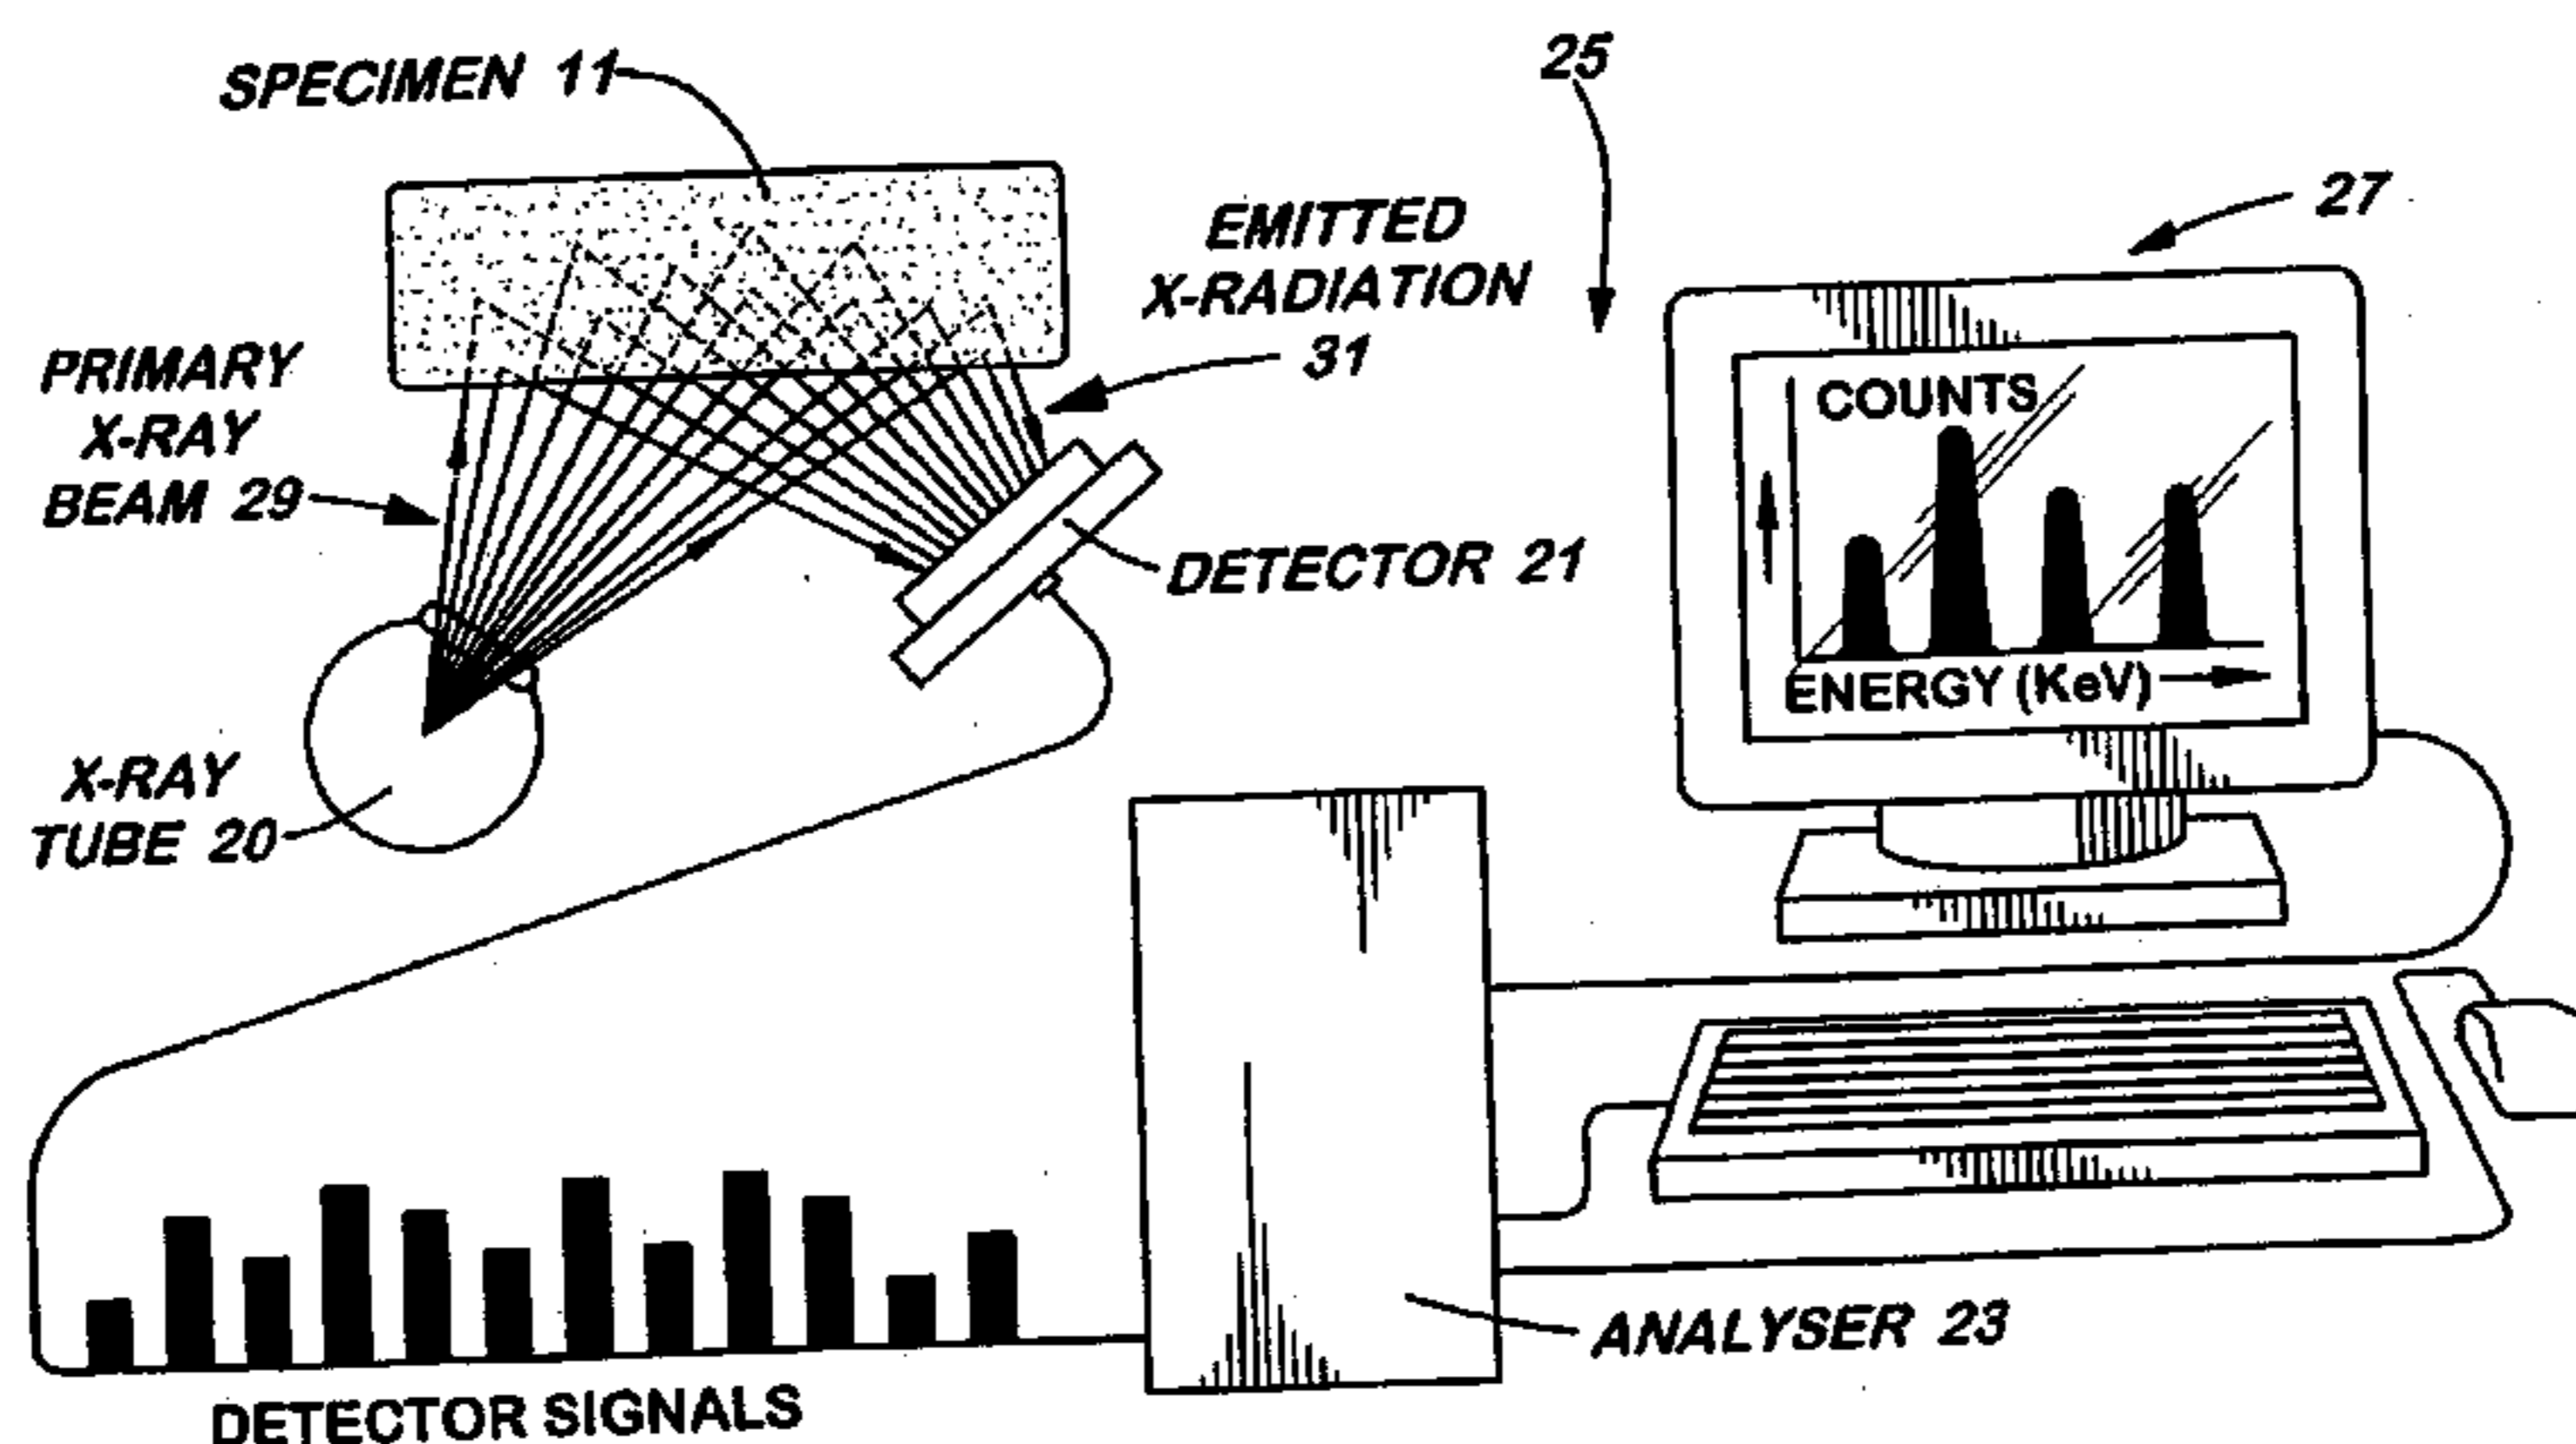 SPECIMEN 11
25
27
EMITTED
X-RADIATION
31
PRIMARY
X-RAY
BEAM 29
COUNTS
DETECTOR 21
ENERGY (KeV)
X-RAY
TUBE 20
ANALYSER 23
DETECTOR SIGNALS